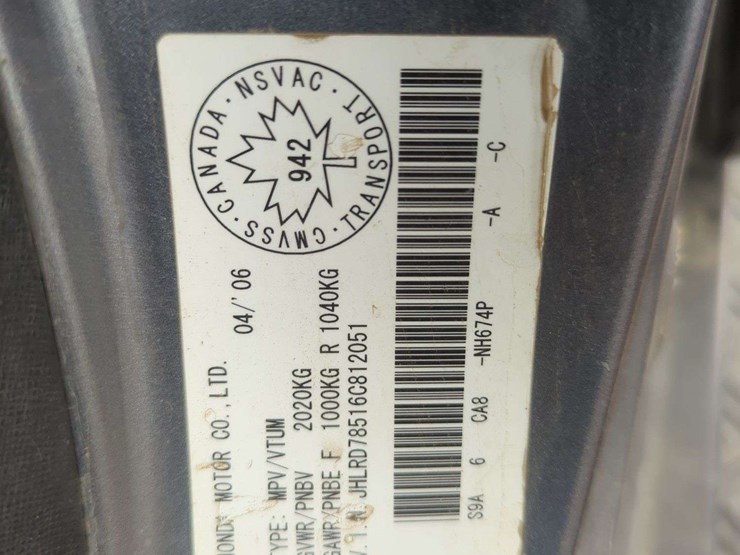 CMVSS · CANADA · NSVAC · TRANSPORT ·
942
MOTOR CO., LTD. 04/'06
TYPE: MPV/VTUM
GVWR/PNBV 2020KG
GAWR/PNBE F 1000KG R 1040KG
V.I.N. JHLRD78516C812051
S9A 6 CA8 -NH674P -A -C